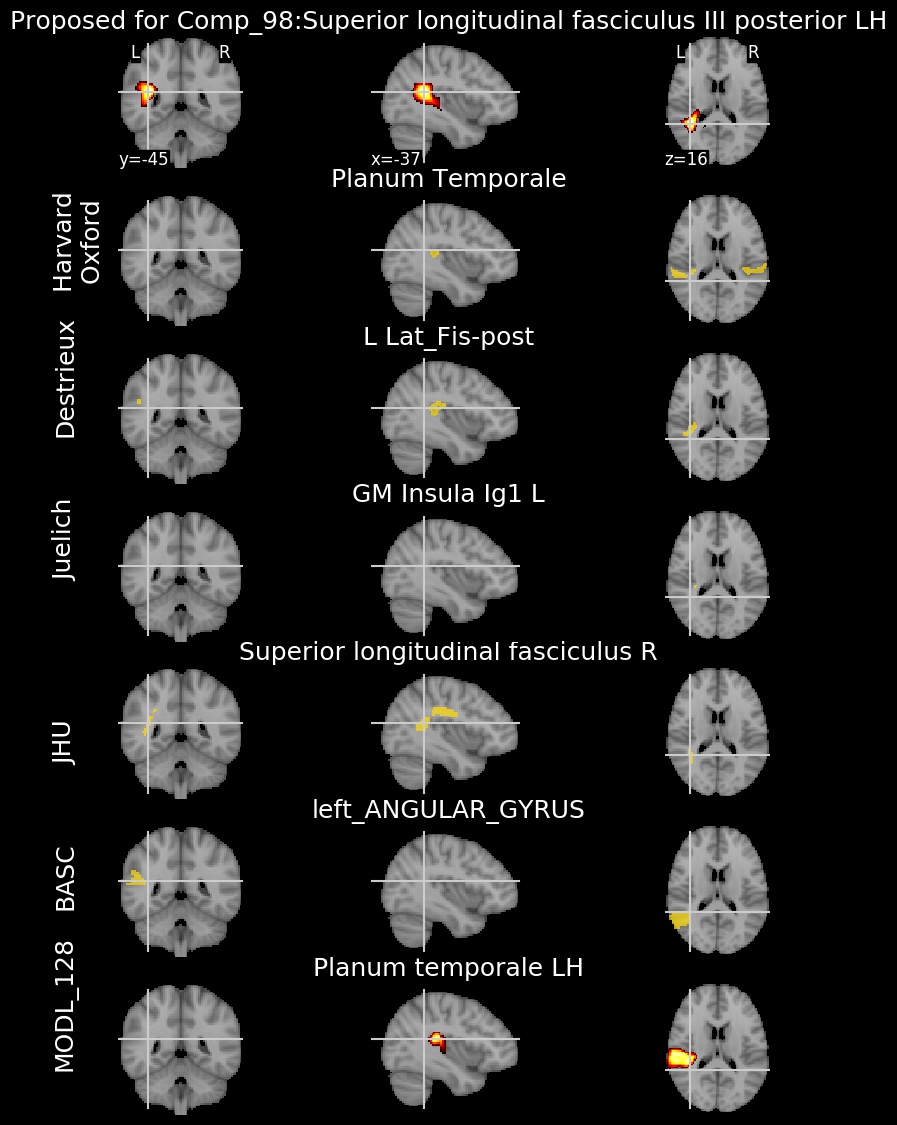 Proposed for Comp_98:Superior longitudinal fasciculus III posterior LH
L R L R
y=-45 x=-37 z=16
Planum Temporale
Harvard
Oxford
L Lat_Fis-post
Destrieux
GM Insula Ig1 L
Juelich
Superior longitudinal fasciculus R
JHU
left_ANGULAR_GYRUS
BASC
Planum temporale LH
MODL_128